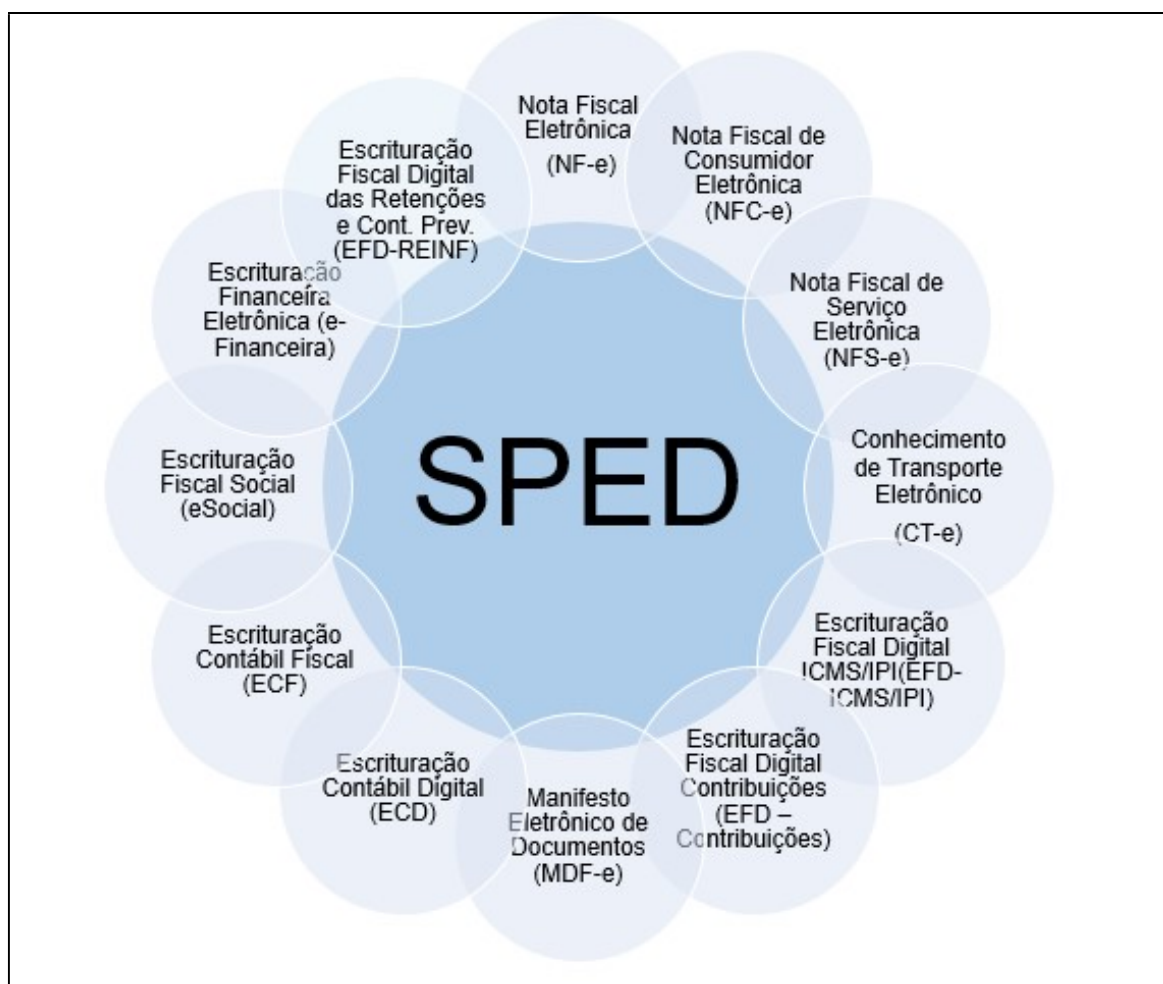 Nota Fiscal
Eletrônica
(NF-e)
Nota Fiscal de
Consumidor
Eletrônica
(NFC-e)
Nota Fiscal de
Serviço
Eletrônica
(NFS-e)
Conhecimento
de Transporte
Eletrônico
(CT-e)
Escrituração
Fiscal Digital
ICMS/IPI(EFD-
ICMS/IPI)
Escrituração
Fiscal Digital
Contribuições
(EFD –
Contribuições)
Manifesto
Eletrônico de
Documentos
(MDF-e)
Escrituração
Contábil Digital
(ECD)
Escrituração
Contábil Fiscal
(ECF)
Escrituração
Fiscal Social
(eSocial)
Escrituração
Financeira
Eletrônica (e-
Financeira)
Escrituração
Fiscal Digital
das Retenções
e Cont. Prev.
(EFD-REINF)
SPED